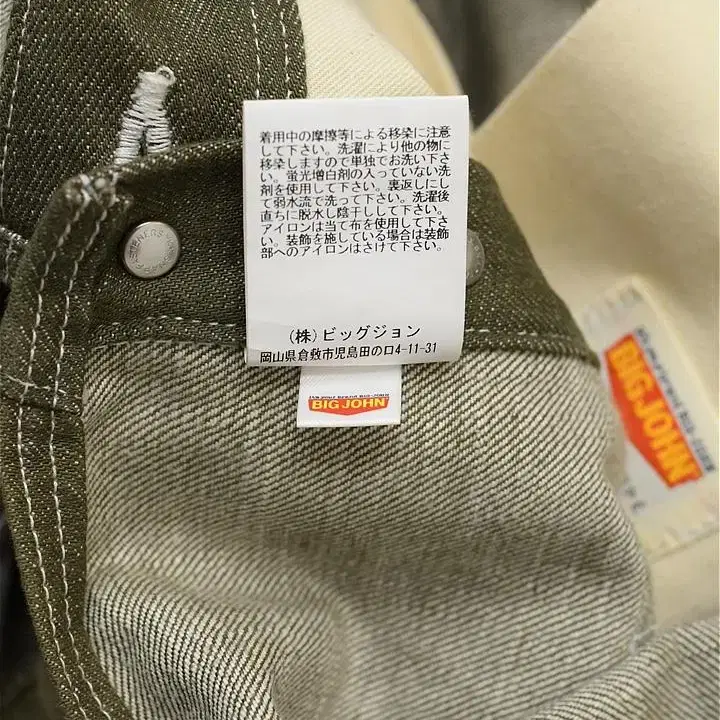 着用中の摩擦等による移染に注意
して下さい。洗濯により他の物に
移染しますので単独でお洗い下さ
い。蛍光増白剤の入っていない洗
剤を使用して下さい。裏返しにし
て弱水流で洗って下さい。洗濯後
直ちに脱水し陰干しして下さい。
アイロンは当て布を使用して下さ
い。装飾を施している場合は装飾
部へのアイロンはさけて下さい。
(株)ビッグジョン
岡山県倉敷市児島田の口4-11-31
BIG JOHN
BIG JOHN